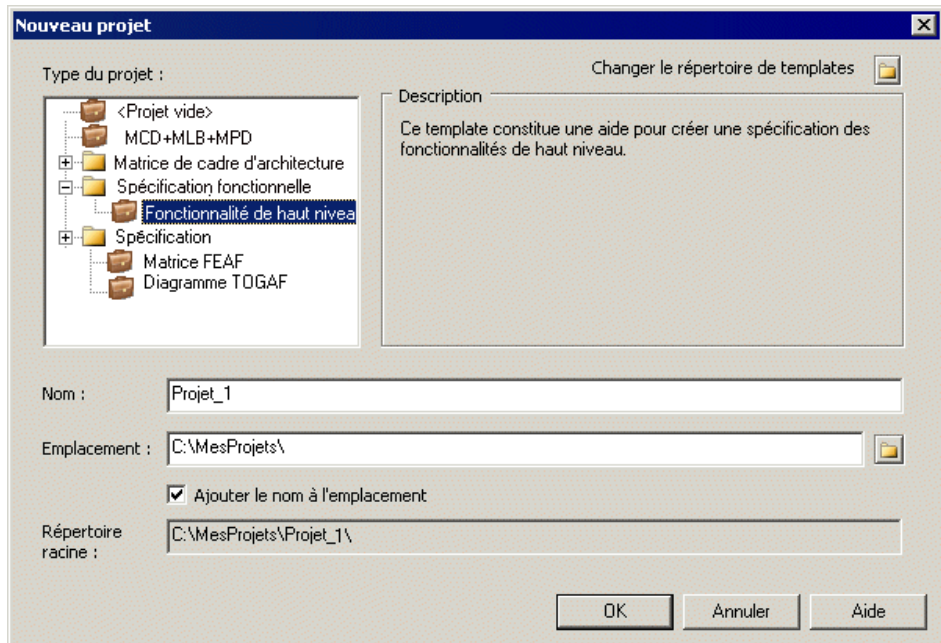 Nouveau projet
Type du projet :
Changer le répertoire de templates
<Projet vide>
MCD+MLB+MPD
Matrice de cadre d'architecture
Spécification fonctionnelle
Fonctionnalité de haut nivea
Spécification
Matrice FEAF
Diagramme TOGAF
Description
Ce template constitue une aide pour créer une spécification des
fonctionnalités de haut niveau.
Nom :
Projet_1
Emplacement :
C:\MesProjets\
Ajouter le nom à l'emplacement
Répertoire
racine :
C:\MesProjets\Projet_1\
OK
Annuler
Aide